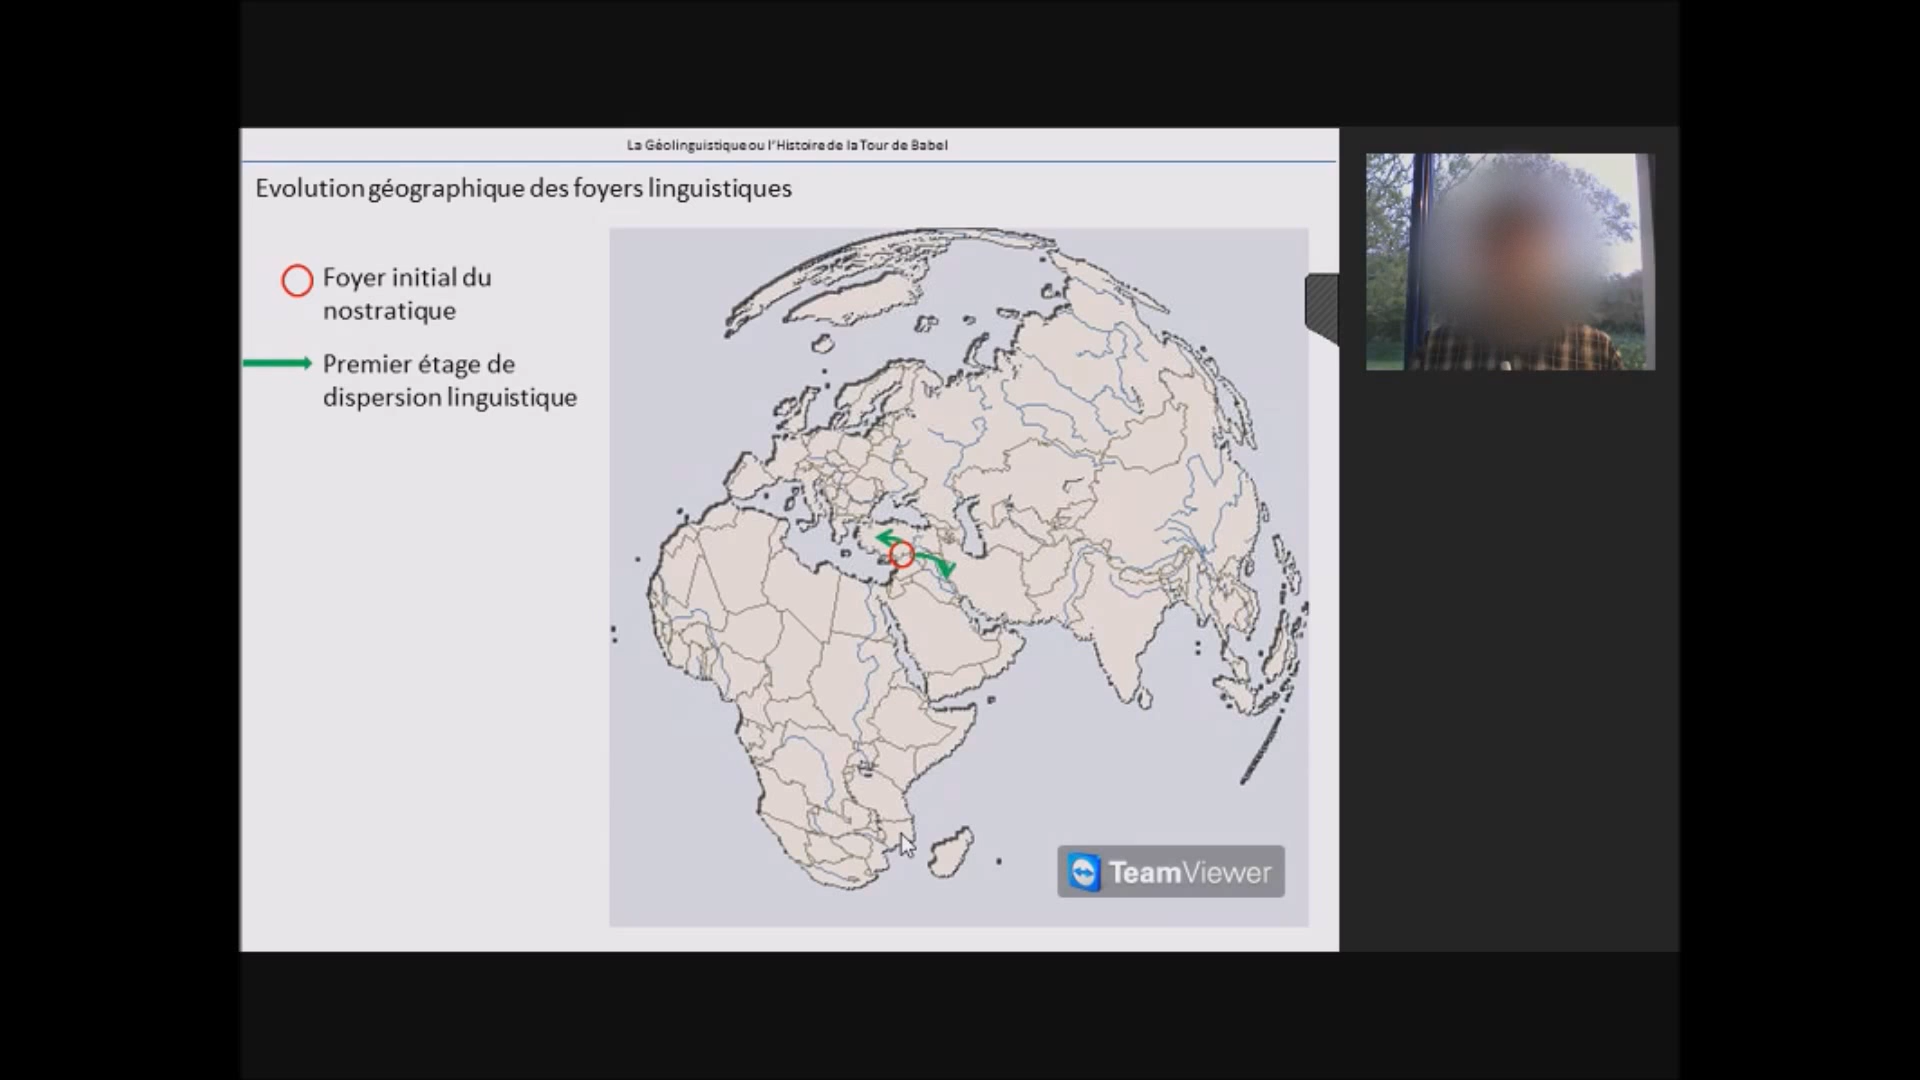 La Géolinguistique ou l'Histoire de la Tour de Babel
Evolution géographique des foyers linguistiques
Foyer initial du
nostratique
Premier étage de
dispersion linguistique
TeamViewer